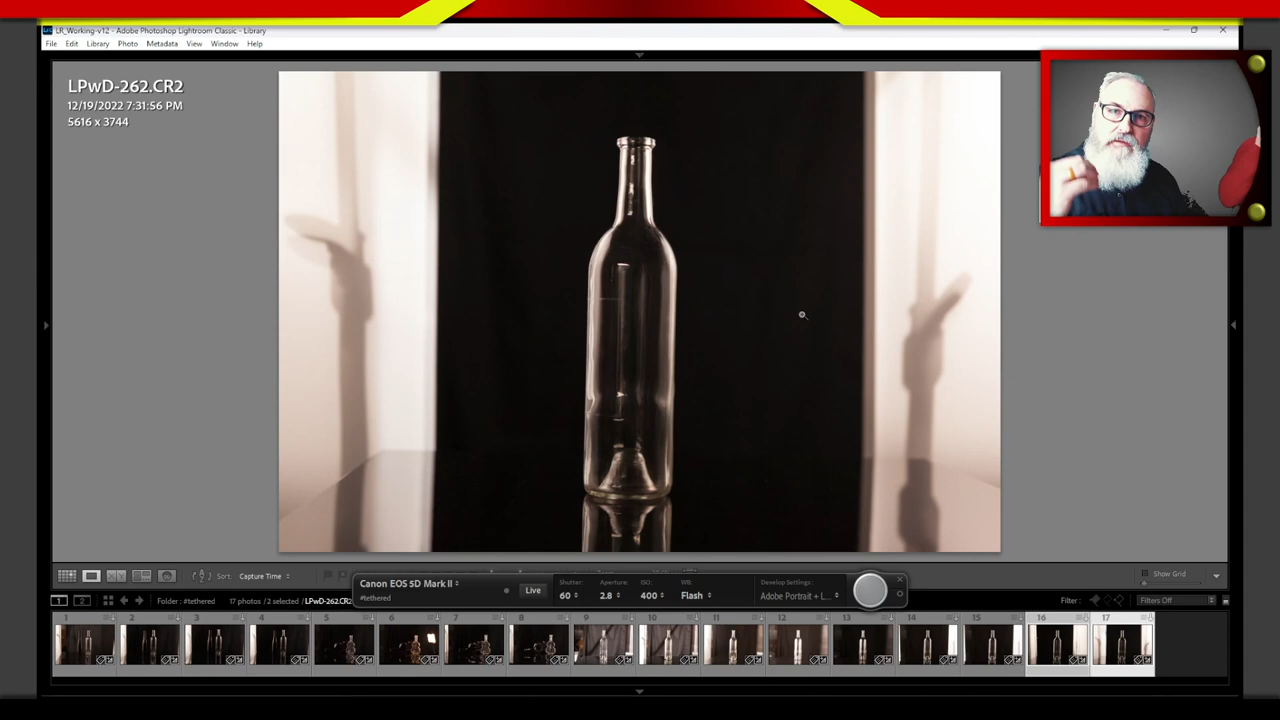 LR_Working-v12 - Adobe Photoshop Lightroom Classic - Library
File Edit Library Photo Metadata View Window Help
LPwD-262.CR2
12/19/2022 7:31:56 PM
5616 x 3744
Sort: Capture Time
Show Grid
Canon EOS 5D Mark II
#tethered
Live
Shutter: Aperture: ISO: WB: Develop Settings:
60 2.8 400 Flash Adobe Portrait + L...
1 2 Folder : #tethered 17 photos / 2 selected / LPwD-262.CR2
Filter : Filters Off
1 2 3 4 5 6 7 8 9 10 11 12 13 14 15 16 17